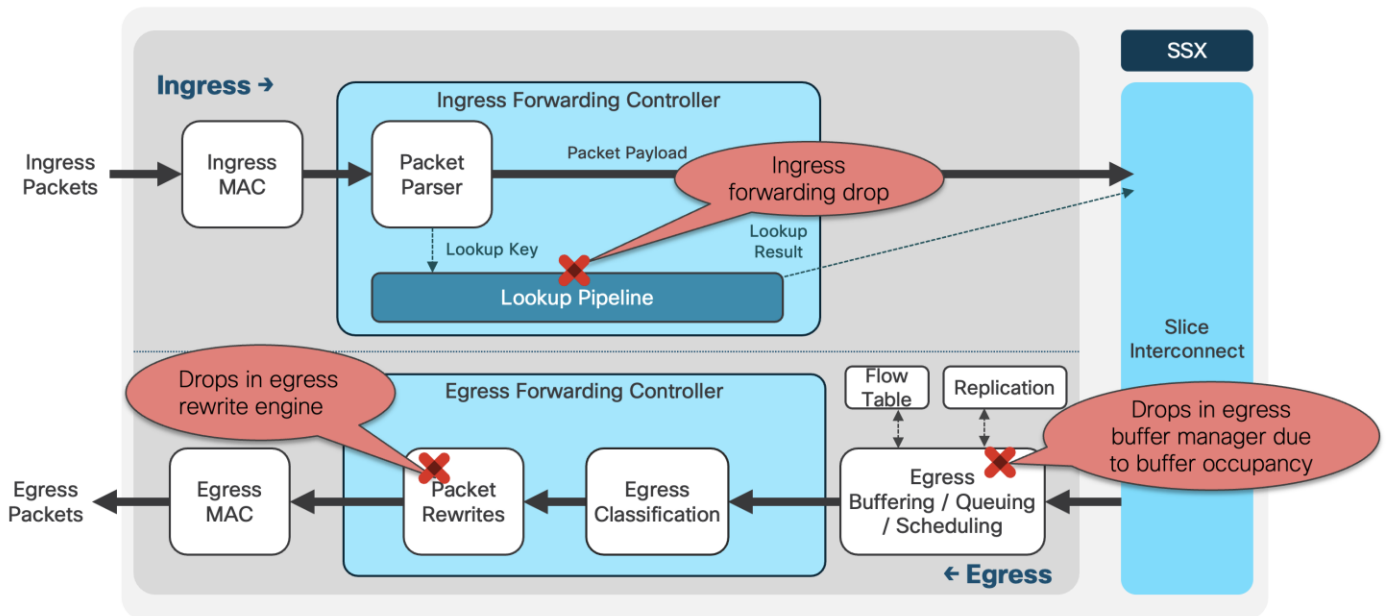 SSX
Ingress →
Ingress Forwarding Controller
Ingress
Packets
Ingress
MAC
Packet
Parser
Packet Payload
Ingress
forwarding drop
Lookup Key
Lookup
Result
Lookup Pipeline
Slice
Interconnect
Drops in egress
rewrite engine
Egress Forwarding Controller
Flow
Table
Replication
Drops in egress
buffer manager due
to buffer occupancy
Egress
Packets
Egress
MAC
Packet
Rewrites
Egress
Classification
Egress
Buffering / Queuing
/ Scheduling
← Egress